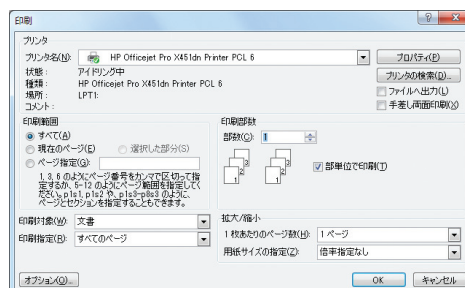 印刷
プリンタ
プリンタ名(N): HP Officejet Pro X451dn Printer PCL 6 プロパティ(P)
状態: アイドリング中 プリンタの検索(D)...
種類: HP Officejet Pro X451dn Printer PCL 6
場所: LPT1: ファイルへ出力(L)
コメント: 手差し両面印刷(X)
印刷範囲
すべて(A)
現在のページ(E) 選択した部分(S)
ページ指定(G):
1, 3, 6 のようにページ番号をカンマで区切って指
定するか、5-12 のようにページ範囲を指定してく
ださい。p1s1, p1s2 や、p1s3-p8s3 のように、
ページとセクションを指定することもできます。
印刷部数
部数(C): 1
1 2 3 1 2 3
部単位で印刷(T)
印刷対象(W): 文書
印刷指定(R): すべてのページ
拡大/縮小
1 枚あたりのページ数(H): 1 ページ
用紙サイズの指定(Z): 倍率指定なし
オプション(O)... OK キャンセル